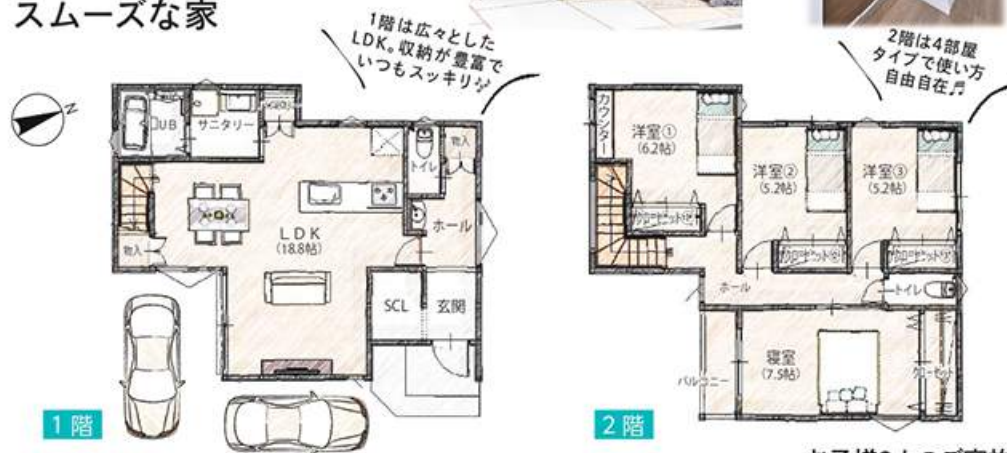 スムーズな家
1階は広々とした
LDK。収納が豊富で
いつもスッキリ♪
2階は4部屋
タイプで使い方
自由自在♬
Z
UB
サニタリー
物入
トイレ
ホール
LDK
(18.8帖)
物入
SCL
玄関
1階
カウンター
洋室①
(6.2帖)
洋室②
(5.2帖)
洋室③
(5.2帖)
クローゼット
クローゼット
クローゼット
ホール
トイレ
バルコニー
寝室
(7.5帖)
クローゼット
2階